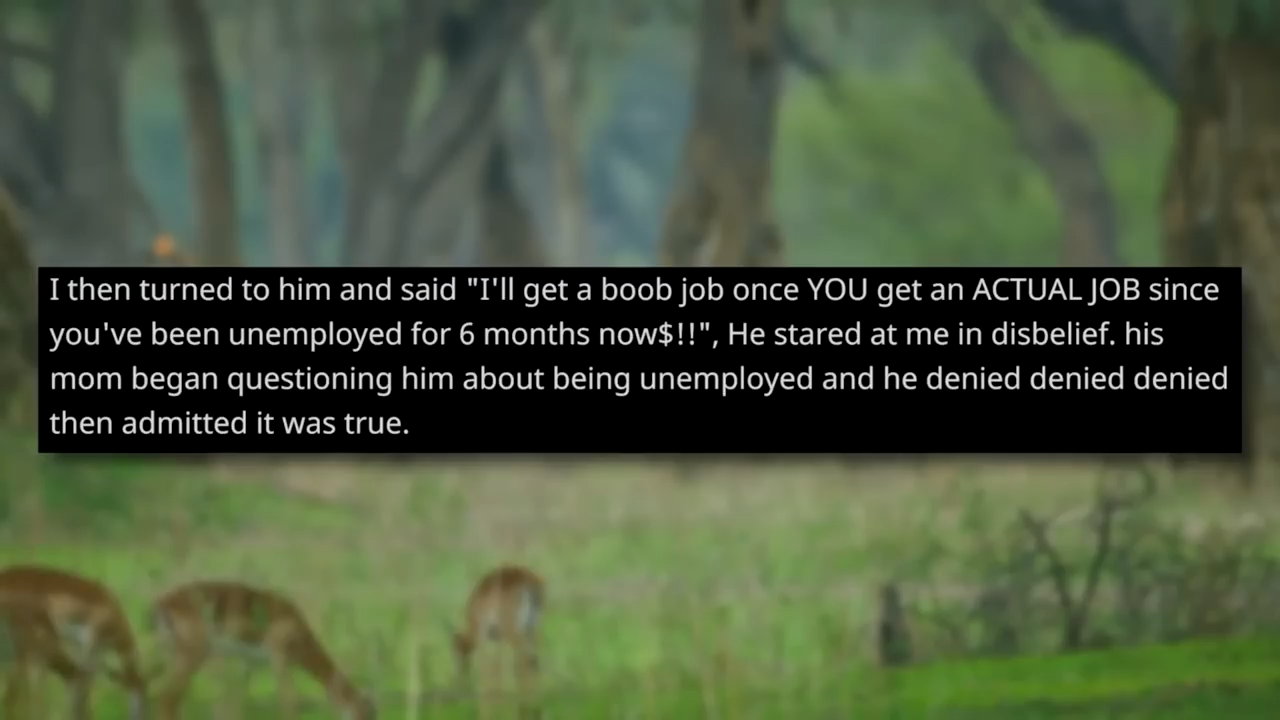 I then turned to him and said "I'll get a boob job once YOU get an ACTUAL JOB since
you've been unemployed for 6 months now$!!", He stared at me in disbelief. his
mom began questioning him about being unemployed and he denied denied denied
then admitted it was true.